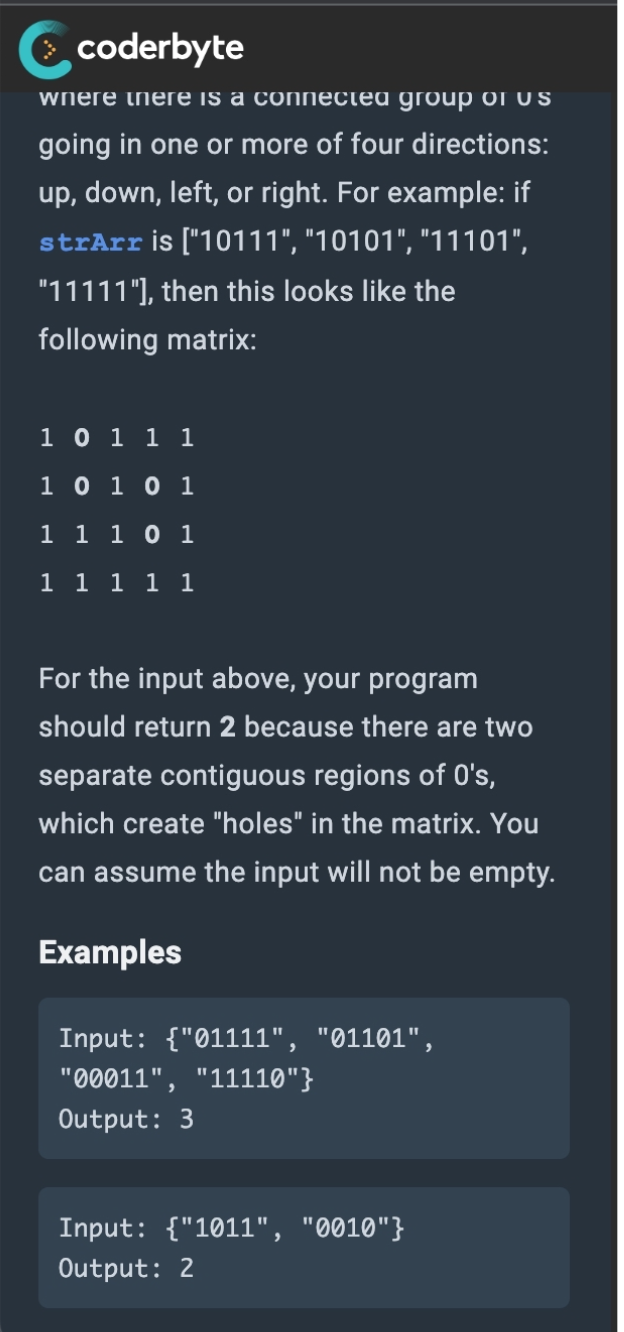 coderbyte
where there is a connected group of 0's
going in one or more of four directions:
up, down, left, or right. For example: if
strArr is ["10111", "10101", "11101",
"11111"], then this looks like the
following matrix:
1 0 1 1 1
1 0 1 0 1
1 1 1 0 1
1 1 1 1 1
For the input above, your program
should return 2 because there are two
separate contiguous regions of 0's,
which create "holes" in the matrix. You
can assume the input will not be empty.
Examples
Input: {"01111", "01101",
"00011", "11110"}
Output: 3
Input: {"1011", "0010"}
Output: 2